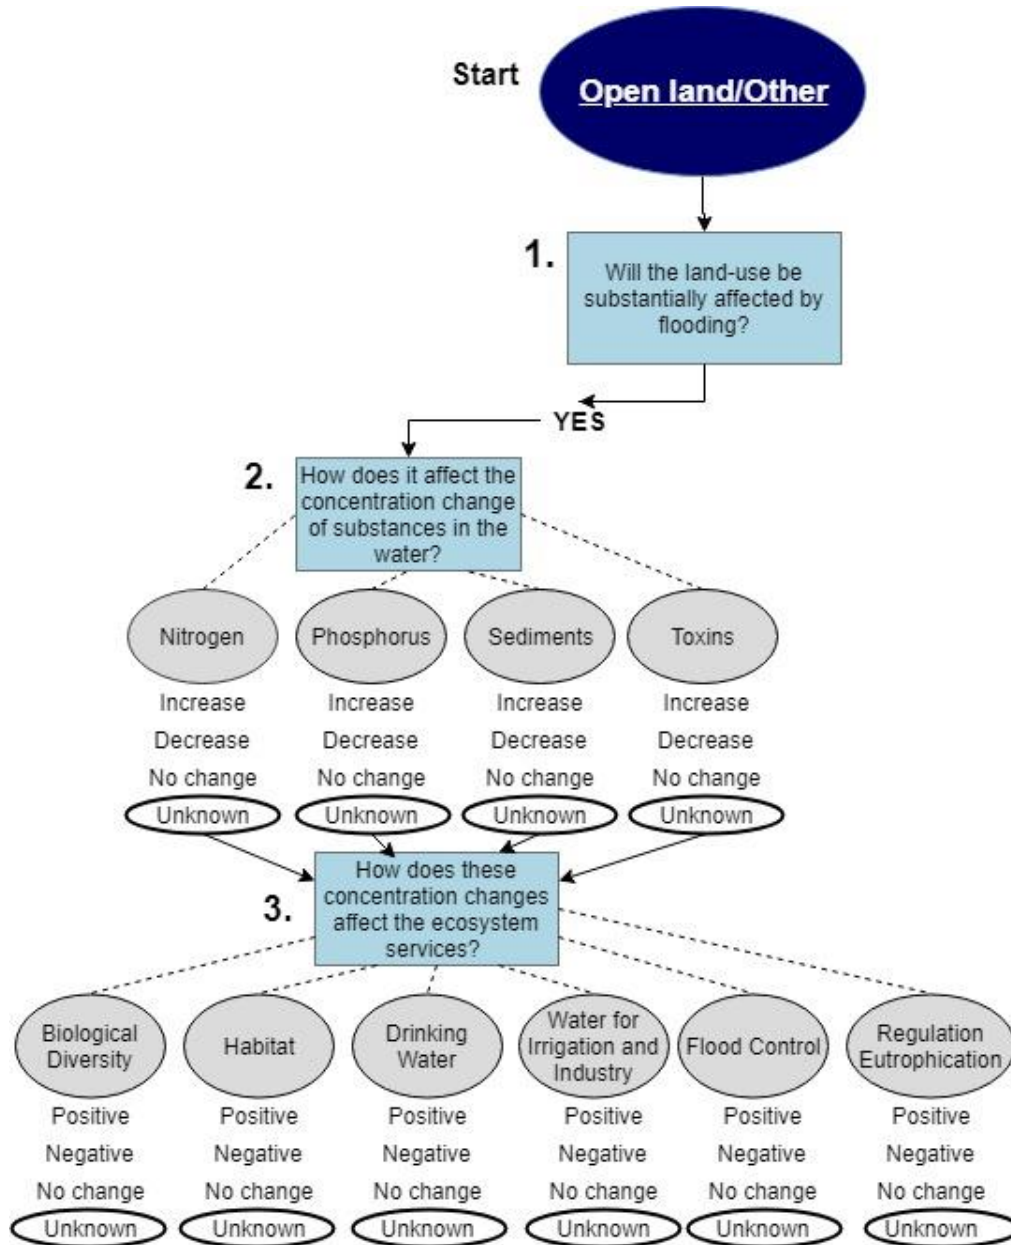 Start
Open land/Other
1.
Will the land-use be
substantially affected by
flooding?
YES
2.
How does it affect the
concentration change
of substances in the
water?
Nitrogen
Phosphorus
Sediments
Toxins
Increase
Increase
Increase
Increase
Decrease
Decrease
Decrease
Decrease
No change
No change
No change
No change
Unknown
Unknown
Unknown
Unknown
3.
How does these
concentration changes
affect the ecosystem
services?
Biological
Diversity
Habitat
Drinking
Water
Water for
Irrigation and
Industry
Flood Control
Regulation
Eutrophication
Positive
Positive
Positive
Positive
Positive
Positive
Negative
Negative
Negative
Negative
Negative
Negative
No change
No change
No change
No change
No change
No change
Unknown
Unknown
Unknown
Unknown
Unknown
Unknown